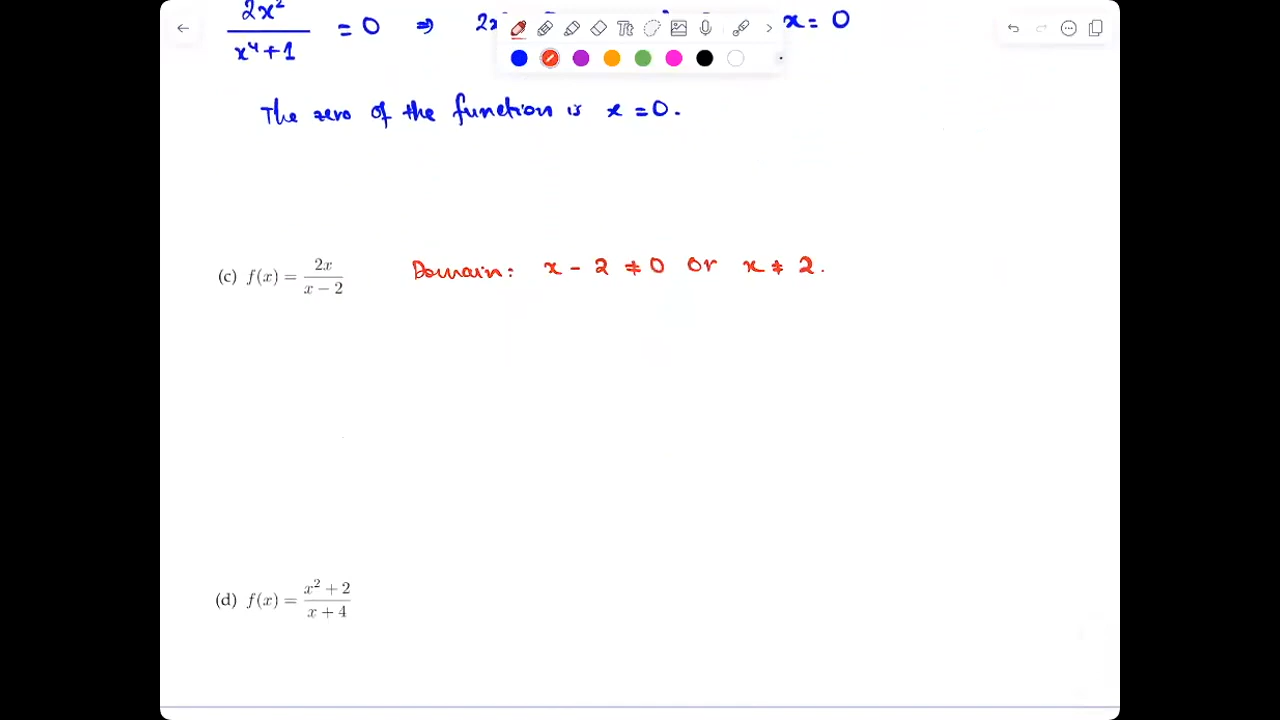 2x²/(x⁴+1) = 0 ⇒ 2x x = 0
The zero of the function is x = 0.
(c) f(x) = 2x/(x − 2) Domain: x − 2 ≠ 0 or x ≠ 2.
(d) f(x) = (x² + 2)/(x + 4)